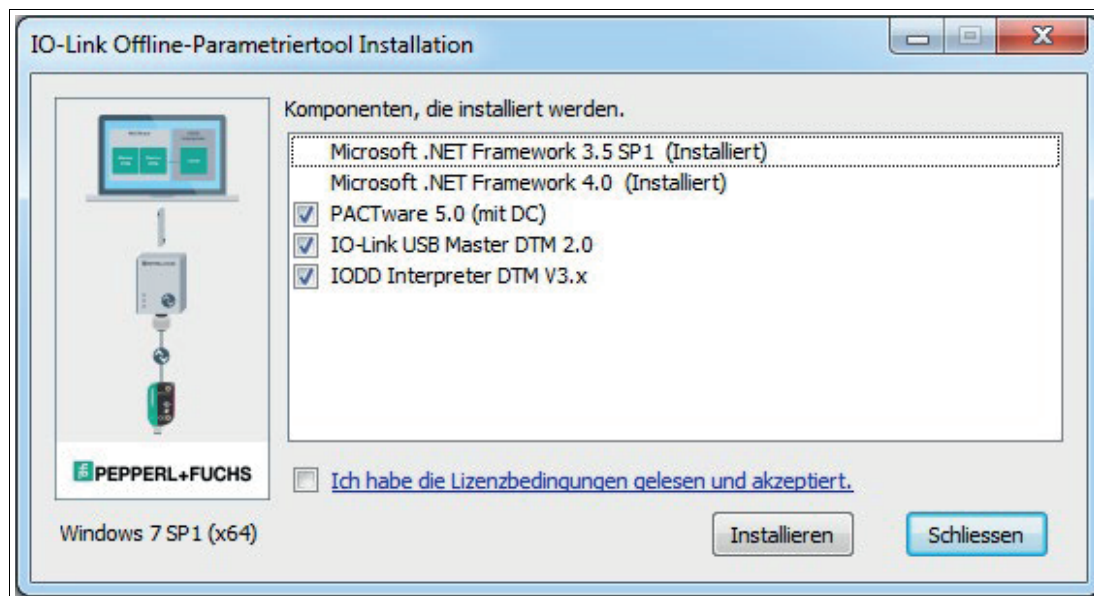 IO-Link Offline-Parametriertool Installation
Komponenten, die installiert werden.
Microsoft .NET Framework 3.5 SP1 (Installiert)
Microsoft .NET Framework 4.0 (Installiert)
PACTware 5.0 (mit DC)
IO-Link USB Master DTM 2.0
IODD Interpreter DTM V3.x
PEPPERL+FUCHS
Ich habe die Lizenzbedingungen gelesen und akzeptiert.
Windows 7 SP1 (x64)
Installieren
Schliessen